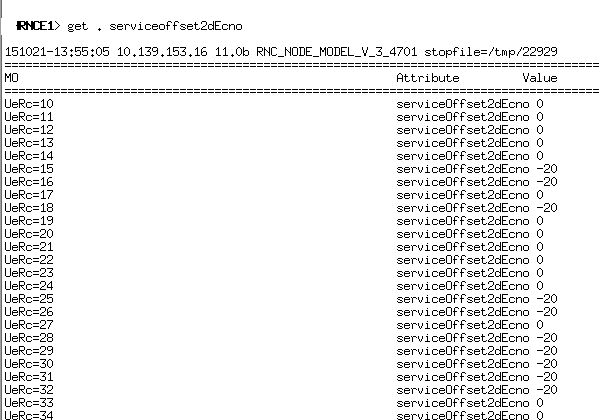 RNCE1> get . serviceoffset2dEcno
151021-13:55:05 10.139.153.16 11.0b RNC_NODE_MODEL_V_3_4701 stopfile=/tmp/22929
=================================================================================
MO Attribute Value
=================================================================================
UeRc=10 serviceOffset2dEcno 0
UeRc=11 serviceOffset2dEcno 0
UeRc=12 serviceOffset2dEcno 0
UeRc=13 serviceOffset2dEcno 0
UeRc=14 serviceOffset2dEcno 0
UeRc=15 serviceOffset2dEcno -20
UeRc=16 serviceOffset2dEcno -20
UeRc=17 serviceOffset2dEcno 0
UeRc=18 serviceOffset2dEcno -20
UeRc=19 serviceOffset2dEcno 0
UeRc=20 serviceOffset2dEcno 0
UeRc=21 serviceOffset2dEcno 0
UeRc=22 serviceOffset2dEcno 0
UeRc=23 serviceOffset2dEcno 0
UeRc=24 serviceOffset2dEcno 0
UeRc=25 serviceOffset2dEcno -20
UeRc=26 serviceOffset2dEcno -20
UeRc=27 serviceOffset2dEcno 0
UeRc=28 serviceOffset2dEcno -20
UeRc=29 serviceOffset2dEcno -20
UeRc=30 serviceOffset2dEcno -20
UeRc=31 serviceOffset2dEcno -20
UeRc=32 serviceOffset2dEcno -20
UeRc=33 serviceOffset2dEcno 0
UeRc=34 serviceOffset2dEcno 0